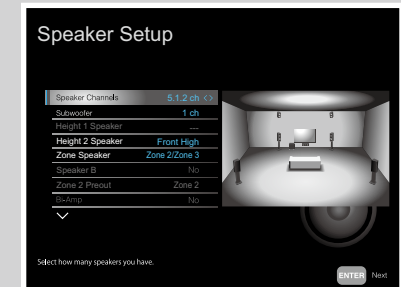 Speaker Setup
Speaker Channels 5.1.2 ch < >
Subwoofer 1 ch
Height 1 Speaker ---
Height 2 Speaker Front High
Zone Speaker Zone 2/Zone 3
Speaker B No
Zone 2 Preout Zone 2
Bi-Amp No
Select how many speakers you have.
ENTER Next